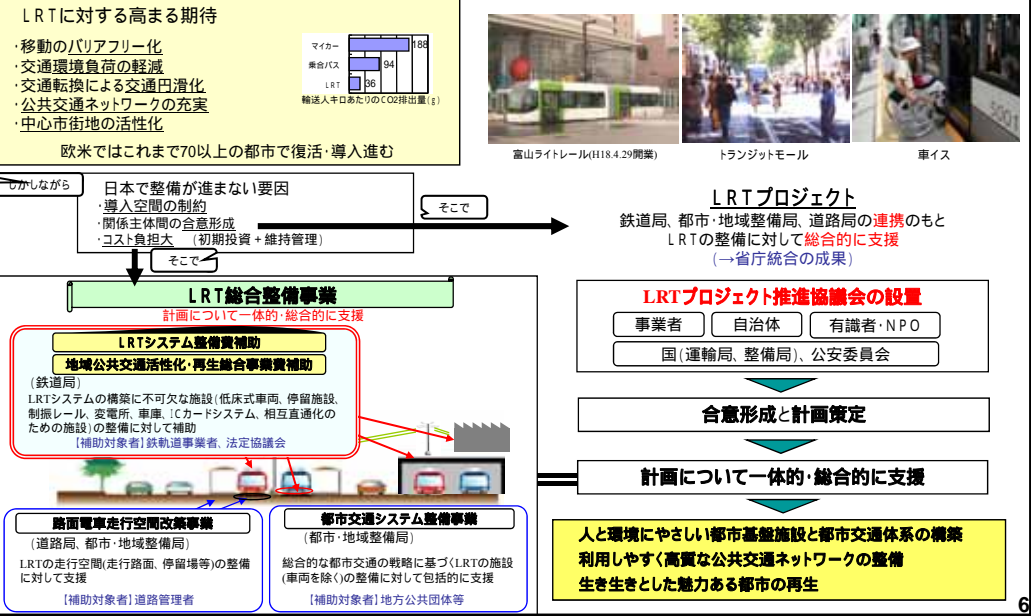 LRTに対する高まる期待
･移動のバリアフリー化
･交通環境負荷の軽減
･交通転換による交通円滑化
･公共交通ネットワークの充実
･中心市街地の活性化
マイカー 188
乗合バス 94
LRT 36
輸送人キロあたりのCO2排出量(g)
欧米ではこれまで70以上の都市で復活･導入進む
富山ライトレール(H18.4.29開業)
トランジットモール
車イス
5001
しかしながら
日本で整備が進まない要因
･導入空間の制約
･関係主体間の合意形成
･コスト負担大 (初期投資+維持管理)
そこで
そこで
LRTプロジェクト
鉄道局、都市･地域整備局、道路局の連携のもと
LRTの整備に対して総合的に支援
(→省庁統合の成果)
LRT総合整備事業
計画について一体的･総合的に支援
LRTシステム整備費補助
地域公共交通活性化･再生総合事業費補助
(鉄道局)
LRTシステムの構築に不可欠な施設(低床式車両、停留施設、
制振レール、変電所、車庫、ICカードシステム、相互直通化の
ための施設)の整備に対して補助
【補助対象者】鉄軌道事業者、法定協議会
路面電車走行空間改築事業
(道路局、都市･地域整備局)
LRTの走行空間(走行路面、停留場等)の整備
に対して支援
【補助対象者】道路管理者
都市交通システム整備事業
(都市･地域整備局)
総合的な都市交通の戦略に基づくLRTの施設
(車両を除く)の整備に対して包括的に支援
【補助対象者】地方公共団体等
LRTプロジェクト推進協議会の設置
事業者
自治体
有識者･NPO
国(運輸局、整備局)、公安委員会
合意形成と計画策定
計画について一体的･総合的に支援
人と環境にやさしい都市基盤施設と都市交通体系の構築
利用しやすく高質な公共交通ネットワークの整備
生き生きとした魅力ある都市の再生
6